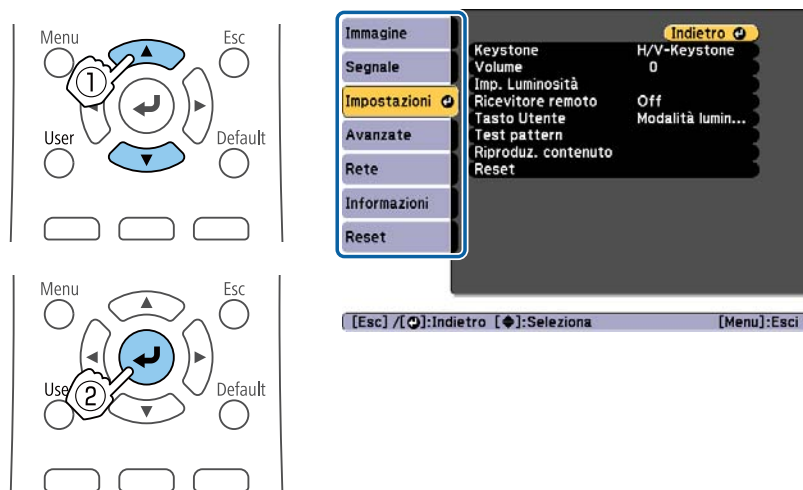 Menu
Esc
1
User
Default
Menu
Esc
User
2
Default
Immagine
Segnale
Impostazioni
Avanzate
Rete
Informazioni
Reset
Indietro
Keystone H/V-Keystone
Volume 0
Imp. Luminosità
Ricevitore remoto Off
Tasto Utente Modalità lumin...
Test pattern
Riproduz. contenuto
Reset
[Esc] /[⏎]:Indietro [◆]:Seleziona [Menu]:Esci